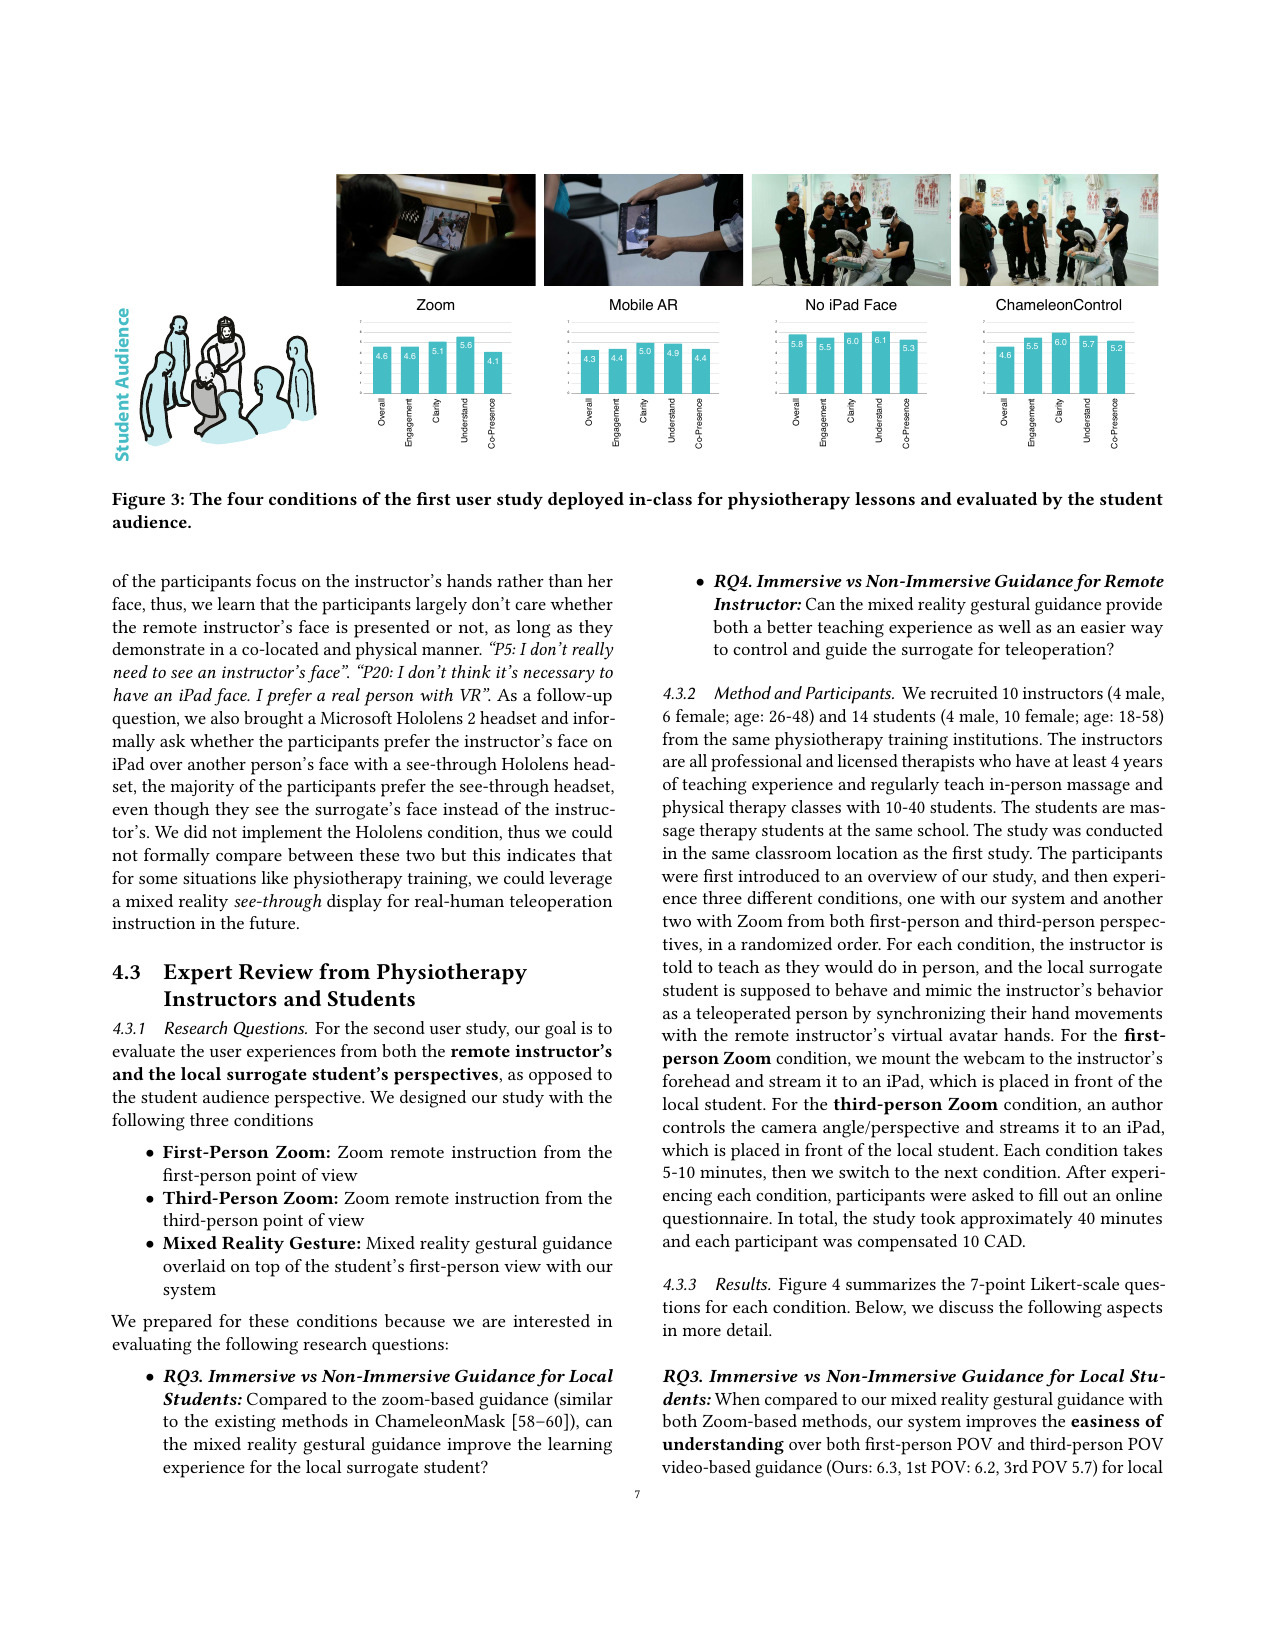 Student Audience
Zoom
Mobile AR
No iPad Face
ChameleonControl
4.6 4.6 5.1 5.6 4.1
Overall Engagement Clarity Understand Co-Presence
4.3 4.4 5.0 4.9 4.4
Overall Engagement Clarity Understand Co-Presence
5.8 5.5 6.0 6.1 5.3
Overall Engagement Clarity Understand Co-Presence
4.6 5.5 6.0 5.7 5.2
Overall Engagement Clarity Understand Co-Presence
Figure 3: The four conditions of the first user study deployed in-class for physiotherapy lessons and evaluated by the student
audience.
of the participants focus on the instructor's hands rather than her
face, thus, we learn that the participants largely don't care whether
the remote instructor's face is presented or not, as long as they
demonstrate in a co-located and physical manner. “P5: I don't really
need to see an instructor's face”. “P20: I don't think it's necessary to
have an iPad face. I prefer a real person with VR”. As a follow-up
question, we also brought a Microsoft Hololens 2 headset and infor-
mally ask whether the participants prefer the instructor's face on
iPad over another person's face with a see-through Hololens head-
set, the majority of the participants prefer the see-through headset,
even though they see the surrogate's face instead of the instruc-
tor's. We did not implement the Hololens condition, thus we could
not formally compare between these two but this indicates that
for some situations like physiotherapy training, we could leverage
a mixed reality see-through display for real-human teleoperation
instruction in the future.
4.3 Expert Review from Physiotherapy
Instructors and Students
4.3.1 Research Questions. For the second user study, our goal is to
evaluate the user experiences from both the remote instructor's
and the local surrogate student's perspectives, as opposed to
the student audience perspective. We designed our study with the
following three conditions
• First-Person Zoom: Zoom remote instruction from the
first-person point of view
• Third-Person Zoom: Zoom remote instruction from the
third-person point of view
• Mixed Reality Gesture: Mixed reality gestural guidance
overlaid on top of the student's first-person view with our
system
We prepared for these conditions because we are interested in
evaluating the following research questions:
• RQ3. Immersive vs Non-Immersive Guidance for Local
Students: Compared to the zoom-based guidance (similar
to the existing methods in ChameleonMask [58–60]), can
the mixed reality gestural guidance improve the learning
experience for the local surrogate student?
• RQ4. Immersive vs Non-Immersive Guidance for Remote
Instructor: Can the mixed reality gestural guidance provide
both a better teaching experience as well as an easier way
to control and guide the surrogate for teleoperation?
4.3.2 Method and Participants. We recruited 10 instructors (4 male,
6 female; age: 26-48) and 14 students (4 male, 10 female; age: 18-58)
from the same physiotherapy training institutions. The instructors
are all professional and licensed therapists who have at least 4 years
of teaching experience and regularly teach in-person massage and
physical therapy classes with 10-40 students. The students are mas-
sage therapy students at the same school. The study was conducted
in the same classroom location as the first study. The participants
were first introduced to an overview of our study, and then experi-
ence three different conditions, one with our system and another
two with Zoom from both first-person and third-person perspec-
tives, in a randomized order. For each condition, the instructor is
told to teach as they would do in person, and the local surrogate
student is supposed to behave and mimic the instructor's behavior
as a teleoperated person by synchronizing their hand movements
with the remote instructor's virtual avatar hands. For the first-
person Zoom condition, we mount the webcam to the instructor's
forehead and stream it to an iPad, which is placed in front of the
local student. For the third-person Zoom condition, an author
controls the camera angle/perspective and streams it to an iPad,
which is placed in front of the local student. Each condition takes
5-10 minutes, then we switch to the next condition. After experi-
encing each condition, participants were asked to fill out an online
questionnaire. In total, the study took approximately 40 minutes
and each participant was compensated 10 CAD.
4.3.3 Results. Figure 4 summarizes the 7-point Likert-scale ques-
tions for each condition. Below, we discuss the following aspects
in more detail.
RQ3. Immersive vs Non-Immersive Guidance for Local Stu-
dents: When compared to our mixed reality gestural guidance with
both Zoom-based methods, our system improves the easiness of
understanding over both first-person POV and third-person POV
video-based guidance (Ours: 6.3, 1st POV: 6.2, 3rd POV 5.7) for local
7